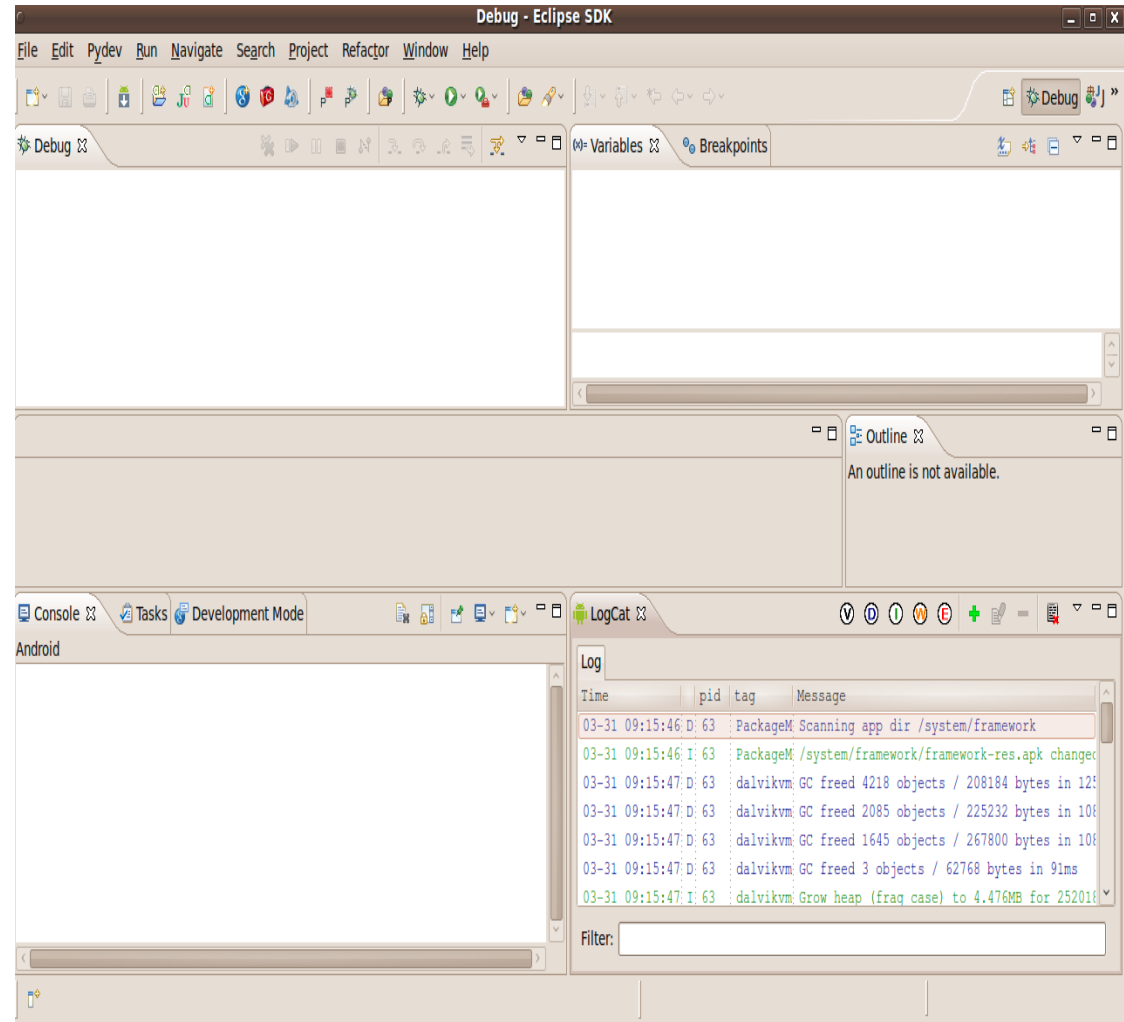 Debug - Eclipse SDK
File Edit Pydev Run Navigate Search Project Refactor Window Help
Debug
Debug
Variables Breakpoints
Outline
An outline is not available.
Console Tasks Development Mode
Android
LogCat
V D I W E
Log
Time pid tag Message
03-31 09:15:46 D 63 PackageM Scanning app dir /system/framework
03-31 09:15:46 I 63 PackageM /system/framework/framework-res.apk changed
03-31 09:15:47 D 63 dalvikvm GC freed 4218 objects / 208184 bytes in 125
03-31 09:15:47 D 63 dalvikvm GC freed 2085 objects / 225232 bytes in 108
03-31 09:15:47 D 63 dalvikvm GC freed 1645 objects / 267800 bytes in 108
03-31 09:15:47 D 63 dalvikvm GC freed 3 objects / 62768 bytes in 91ms
03-31 09:15:47 I 63 dalvikvm Grow heap (frag case) to 4.476MB for 252018
Filter: